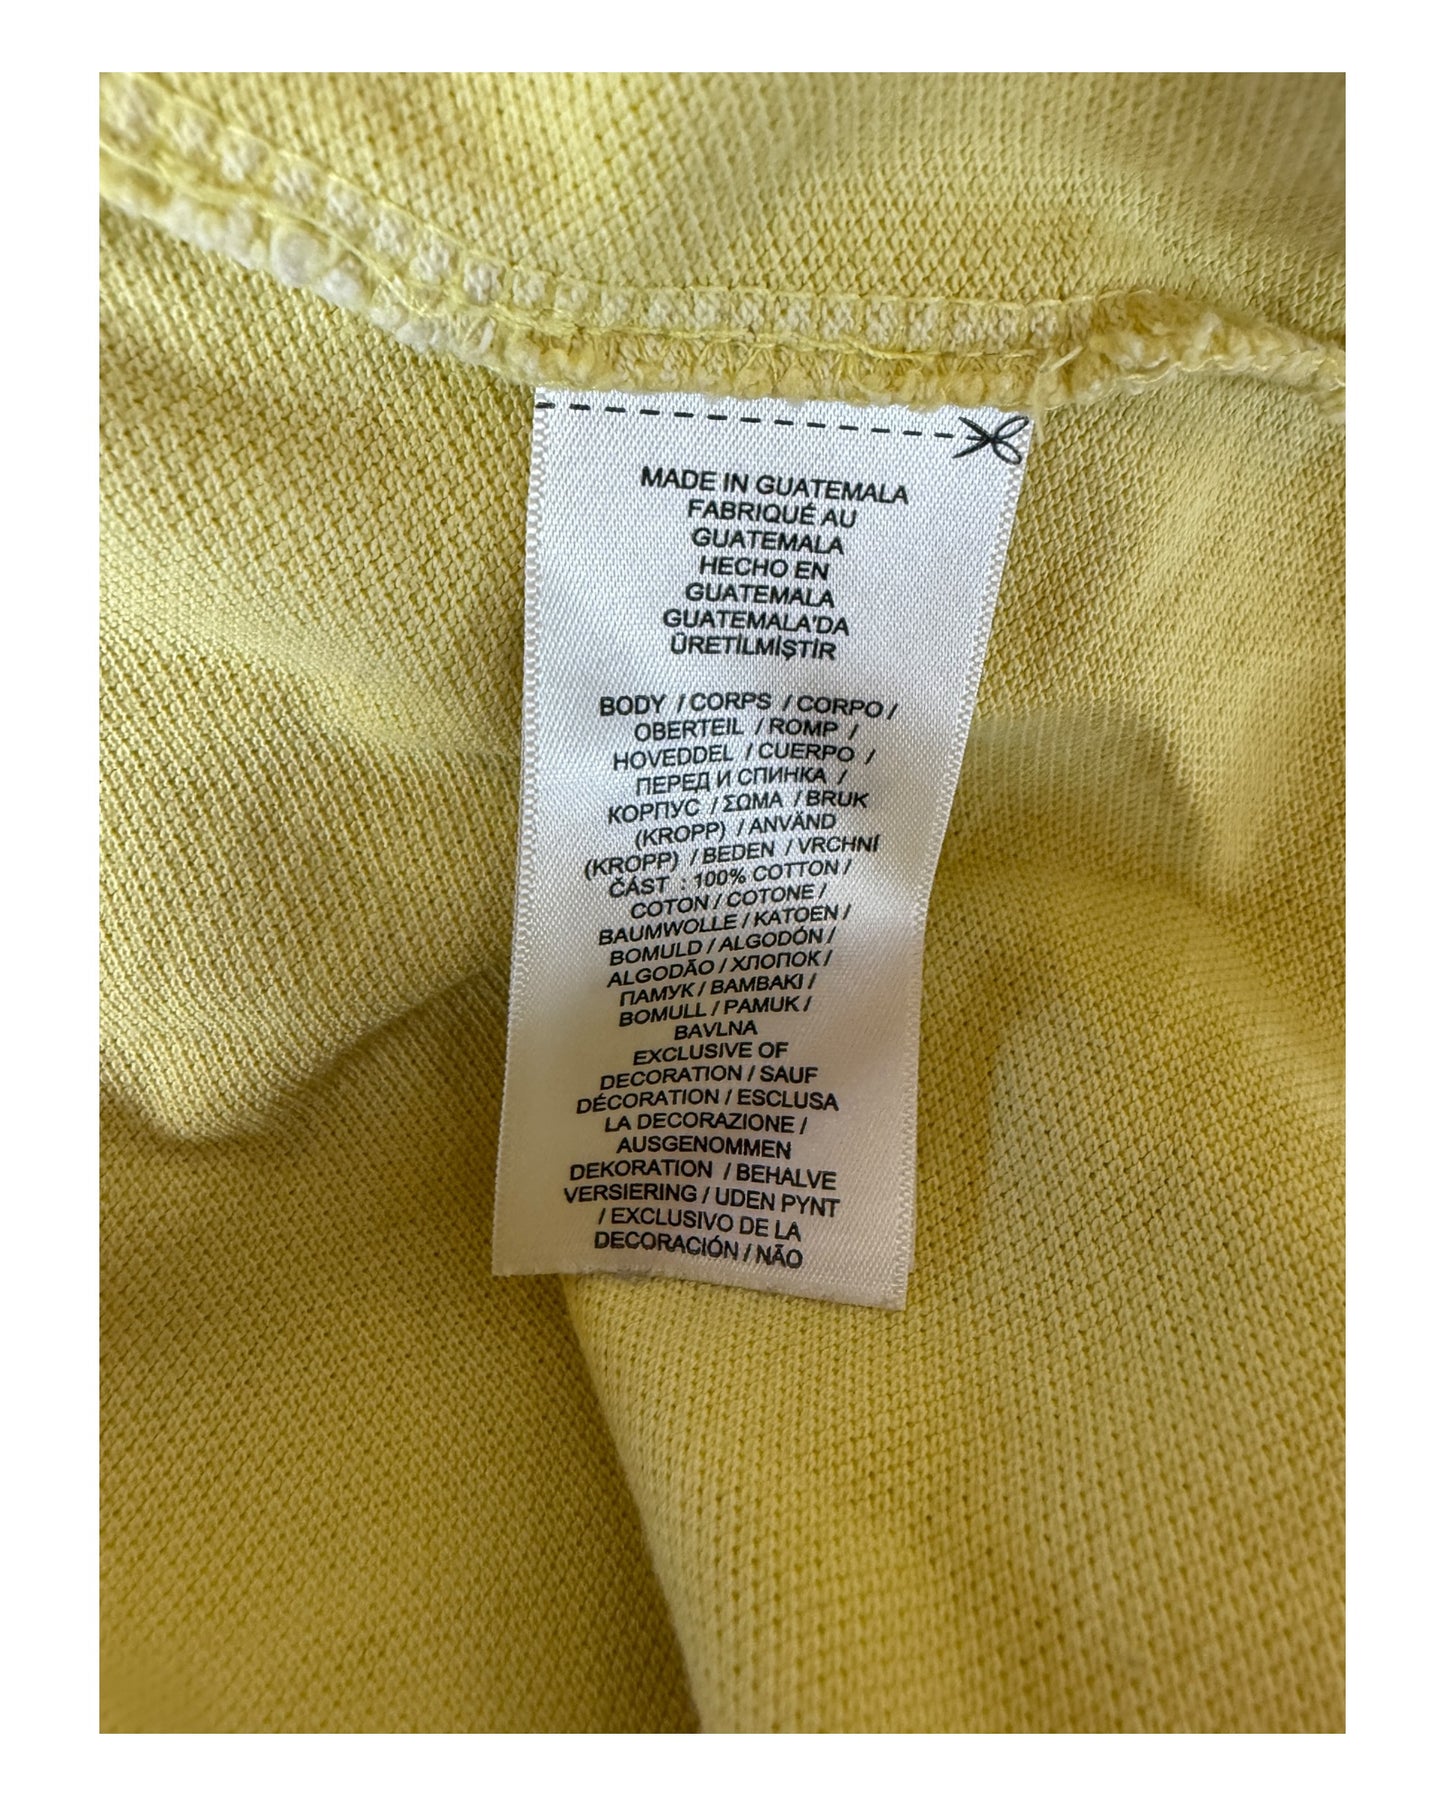 MADE IN GUATEMALA
FABRIQUÉ AU
GUATEMALA
HECHO EN
GUATEMALA
GUATEMALA'DA
ÜRETİLMİŞTİR
BODY / CORPS / CORPO /
OBERTEIL / ROMP /
HOVEDDEL / CUERPO /
ПЕРЕД И СПИНКА /
КОРПУС / ΣΩΜΑ / BRUK
(KROPP) / ANVÄND
(KROPP) / BEDEN / VRCHNÍ
ČÁST : 100% COTTON /
COTON / COTONE /
BAUMWOLLE / KATOEN /
BOMULD / ALGODÓN /
ALGODÃO / ХЛОПОК /
ПАМУК / ΒΑΜΒΑΚΙ /
BOMULL / PAMUK /
BAVLNA
EXCLUSIVE OF
DECORATION / SAUF
DÉCORATION / ESCLUSA
LA DECORAZIONE /
AUSGENOMMEN
DEKORATION / BEHALVE
VERSIERING / UDEN PYNT
/ EXCLUSIVO DE LA
DECORACIÓN / NÃO